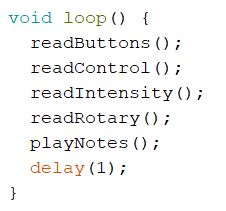 void loop() {
  readButtons();
  readControl();
  readIntensity();
  readRotary();
  playNotes();
  delay(1);
}